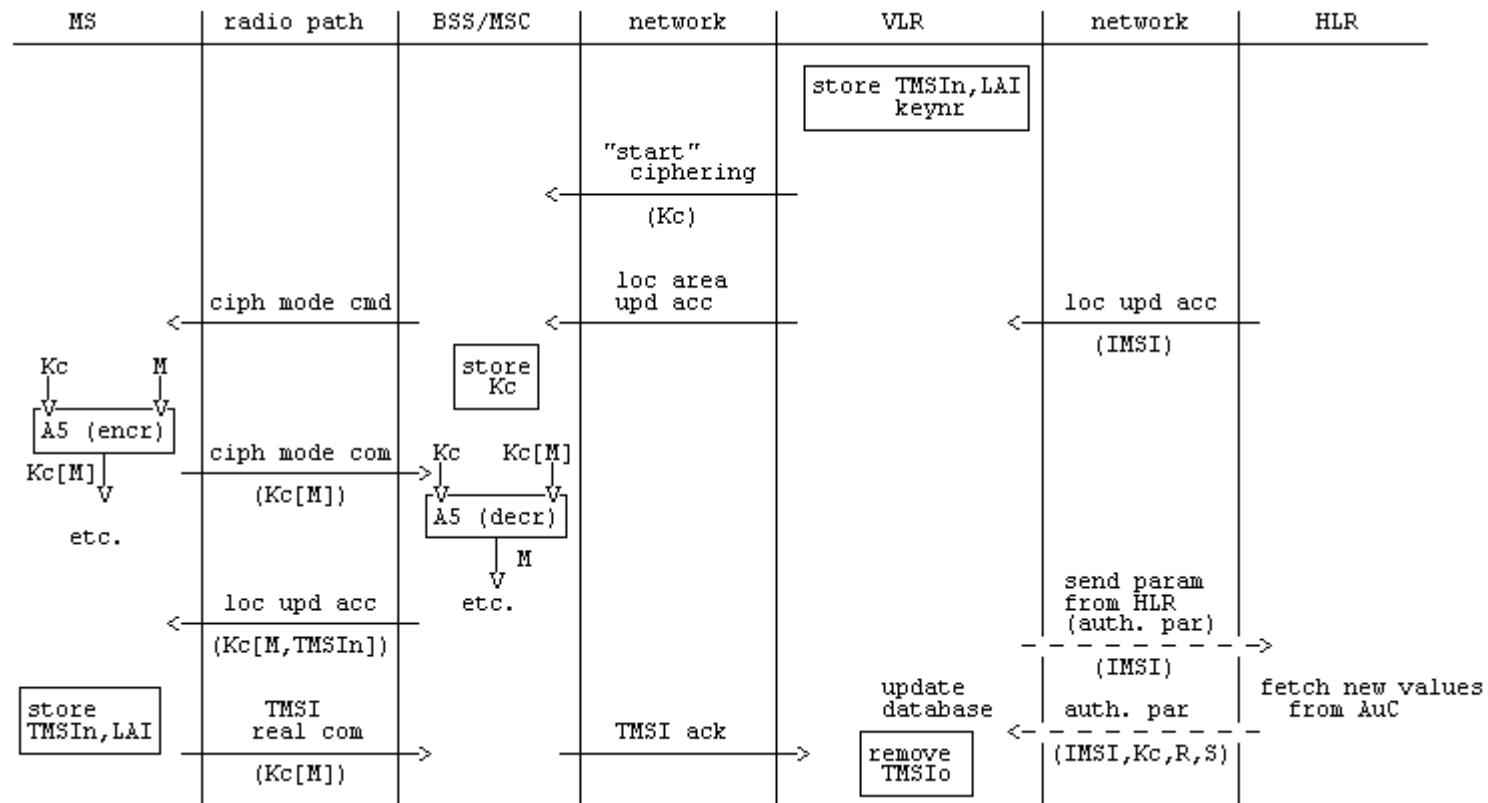 MS radio path BSS/MSC network VLR network HLR
store TMSIn,LAI
keynr
"start"
ciphering
(Kc)
loc area
ciph mode cmd upd acc loc upd acc
(IMSI)
Kc M store
Kc
A5 (encr)
ciph mode com Kc Kc[M]
Kc[M] (Kc[M])
A5 (decr)
etc.
M
send param
loc upd acc etc. from HLR
(auth. par)
(Kc[M,TMSIn])
(IMSI)
update fetch new values
store TMSI database auth. par from AuC
TMSIn,LAI real com TMSI ack
remove (IMSI,Kc,R,S)
(Kc[M]) TMSIo